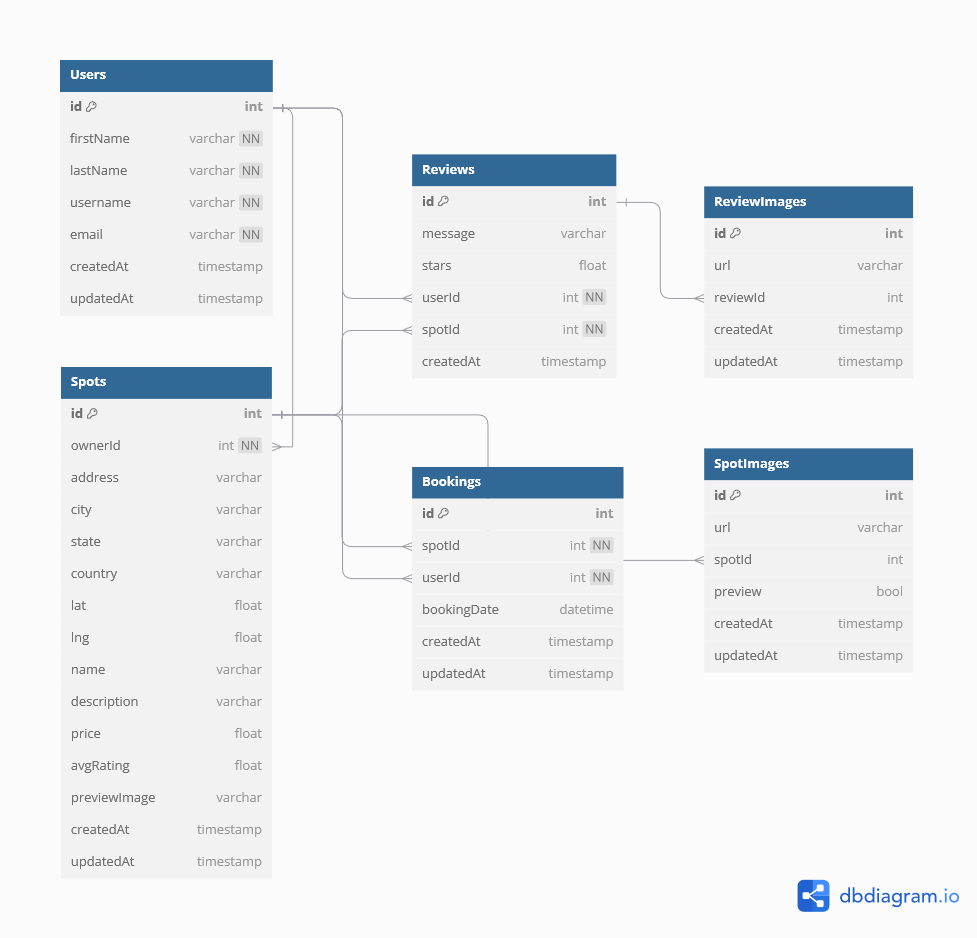 Users
id int
firstName varchar NN
lastName varchar NN
username varchar NN
email varchar NN
createdAt timestamp
updatedAt timestamp
Spots
id int
ownerId int NN
address varchar
city varchar
state varchar
country varchar
lat float
lng float
name varchar
description varchar
price float
avgRating float
previewImage varchar
createdAt timestamp
updatedAt timestamp
Reviews
id int
message varchar
stars float
userId int NN
spotId int NN
createdAt timestamp
Bookings
id int
spotId int NN
userId int NN
bookingDate datetime
createdAt timestamp
updatedAt timestamp
ReviewImages
id int
url varchar
reviewId int
createdAt timestamp
updatedAt timestamp
SpotImages
id int
url varchar
spotId int
preview bool
createdAt timestamp
updatedAt timestamp
dbdiagram.io